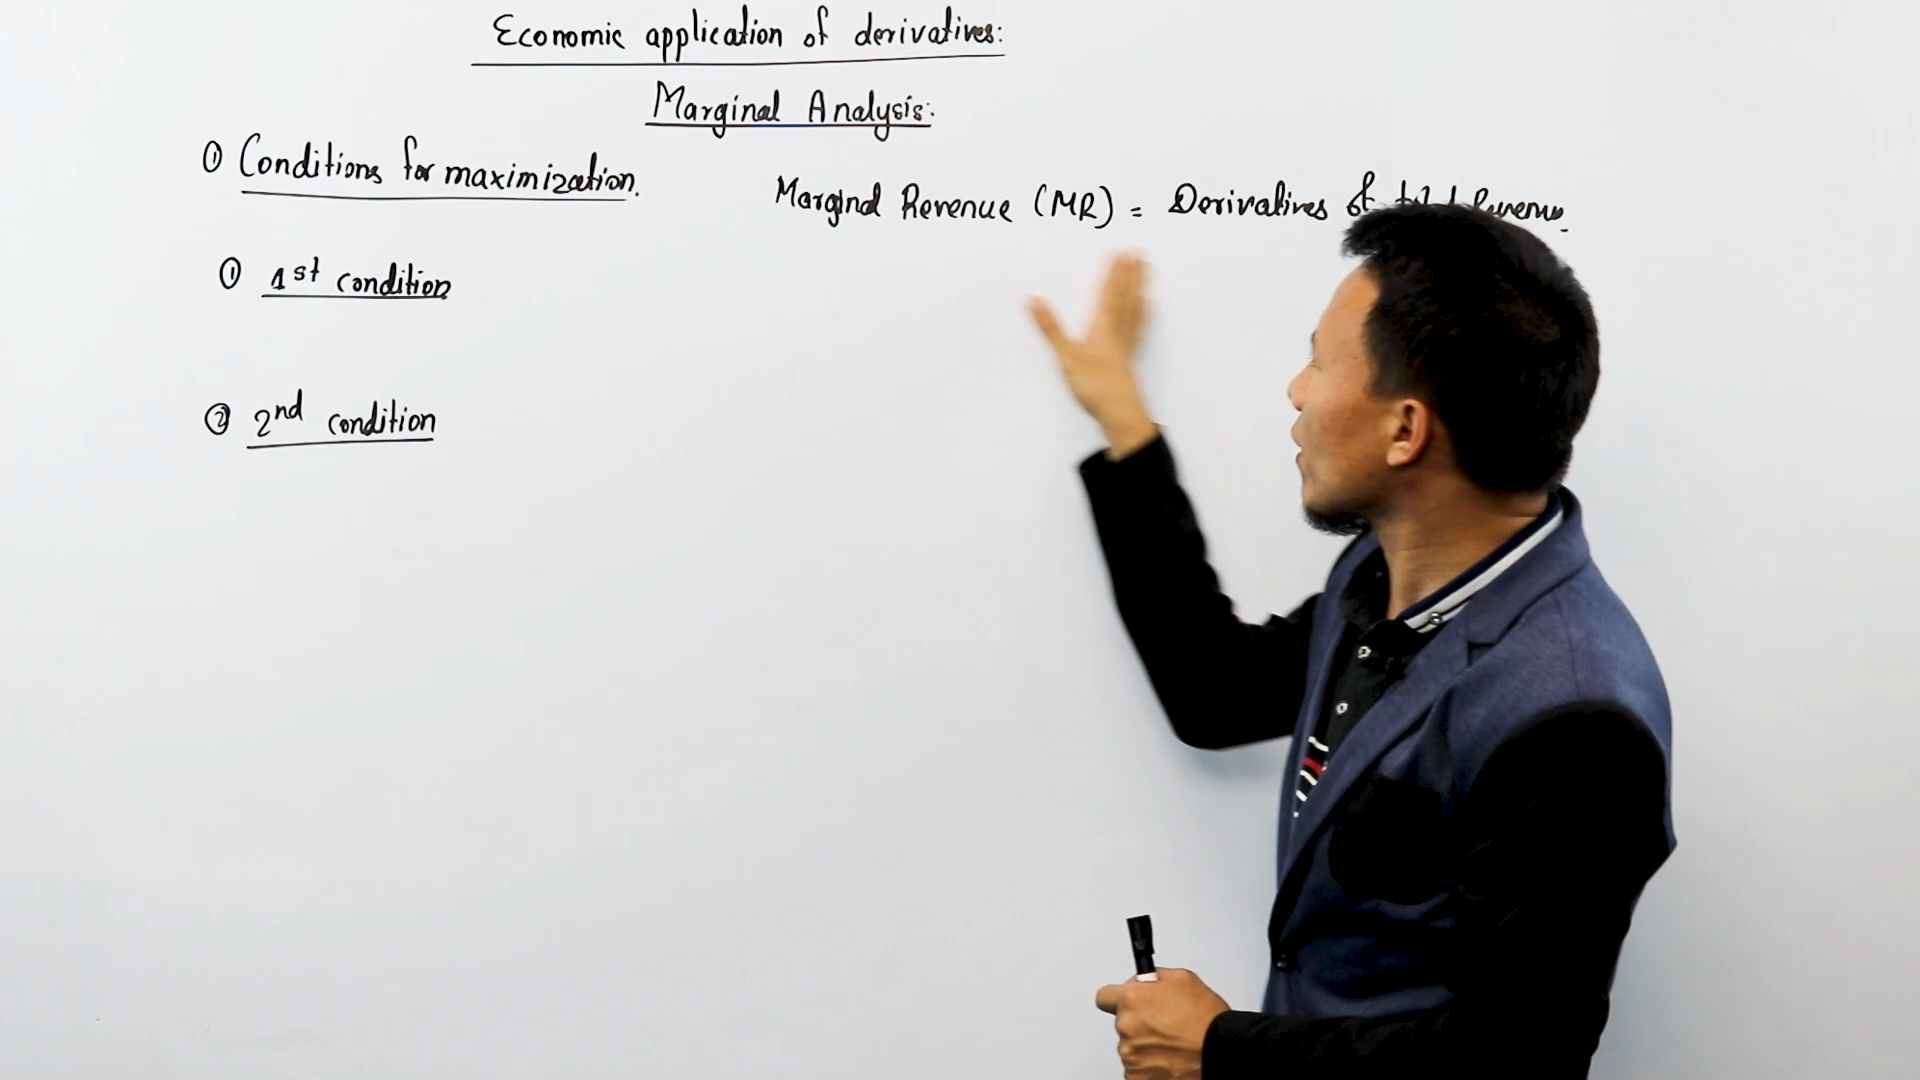 Economic application of derivatives:
Marginal Analysis:
① Conditions for maximization.
Marginal Revenue (MR) = Derivatives of total Revenue.
① 1st condition
② 2nd condition